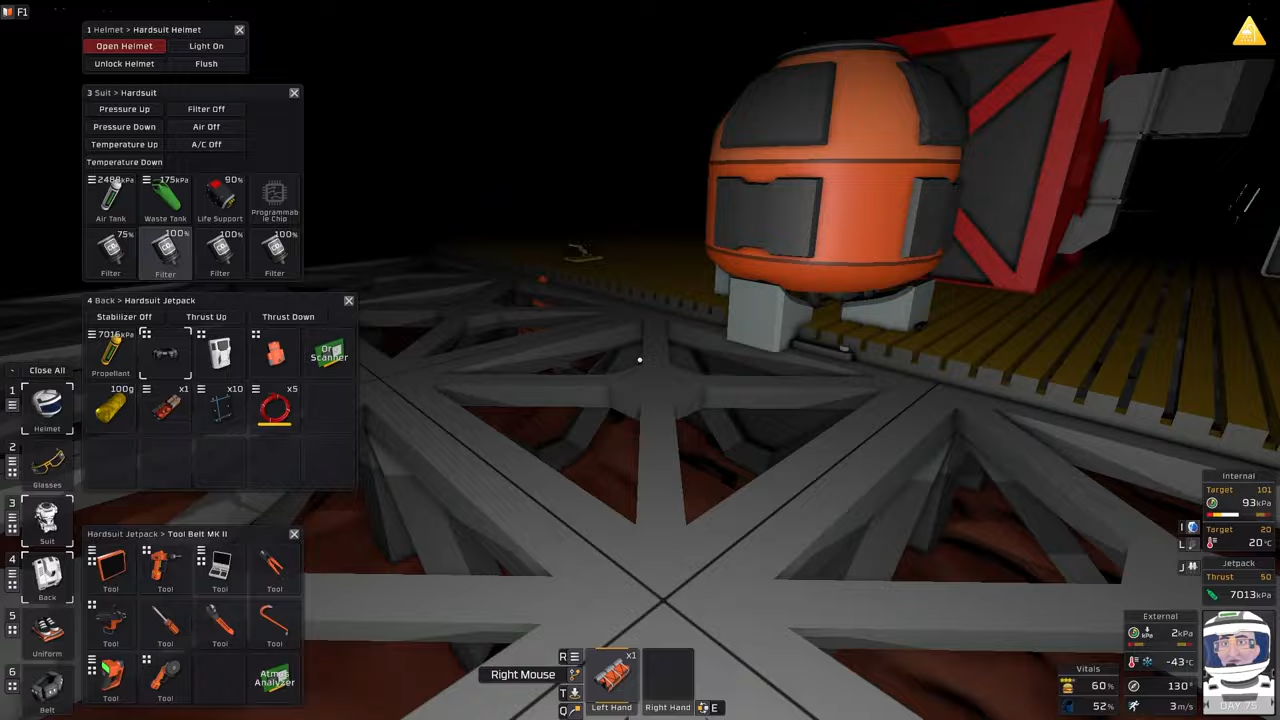 F1
1 Helmet > Hardsuit Helmet
Open Helmet Light On
Unlock Helmet Flush
3 Suit > Hardsuit
Pressure Up Filter Off
Pressure Down Air Off
Temperature Up A/C Off
Temperature Down
2488kPa 175kPa 90%
Air Tank Waste Tank Life Support Programmab
le Chip
75% 100% 100% 100%
Filter Filter Filter Filter
4 Back > Hardsuit Jetpack
Stabilizer Off Thrust Up Thrust Down
7016kPa
Ore
Scanner
Propellant
100g x1 x10 x5
Close All
1
Helmet
2
Glasses
3
Suit
4
Back
5
Uniform
6
Belt
Hardsuit Jetpack > Tool Belt MK II
Tool Tool Tool Tool
Tool Tool Tool Tool
Atmos
Analyzer
Tool Tool
Right Mouse
R
T
Q
x1
Left Hand Right Hand E
Internal
Target 101
93kPa
Target 20
20°C
I
L
J
Jetpack
Thrust 50
7013kPa
External
kPa 2kPa
-43°C
130°
3m/s
Vitals
60%
52%
DAY 75